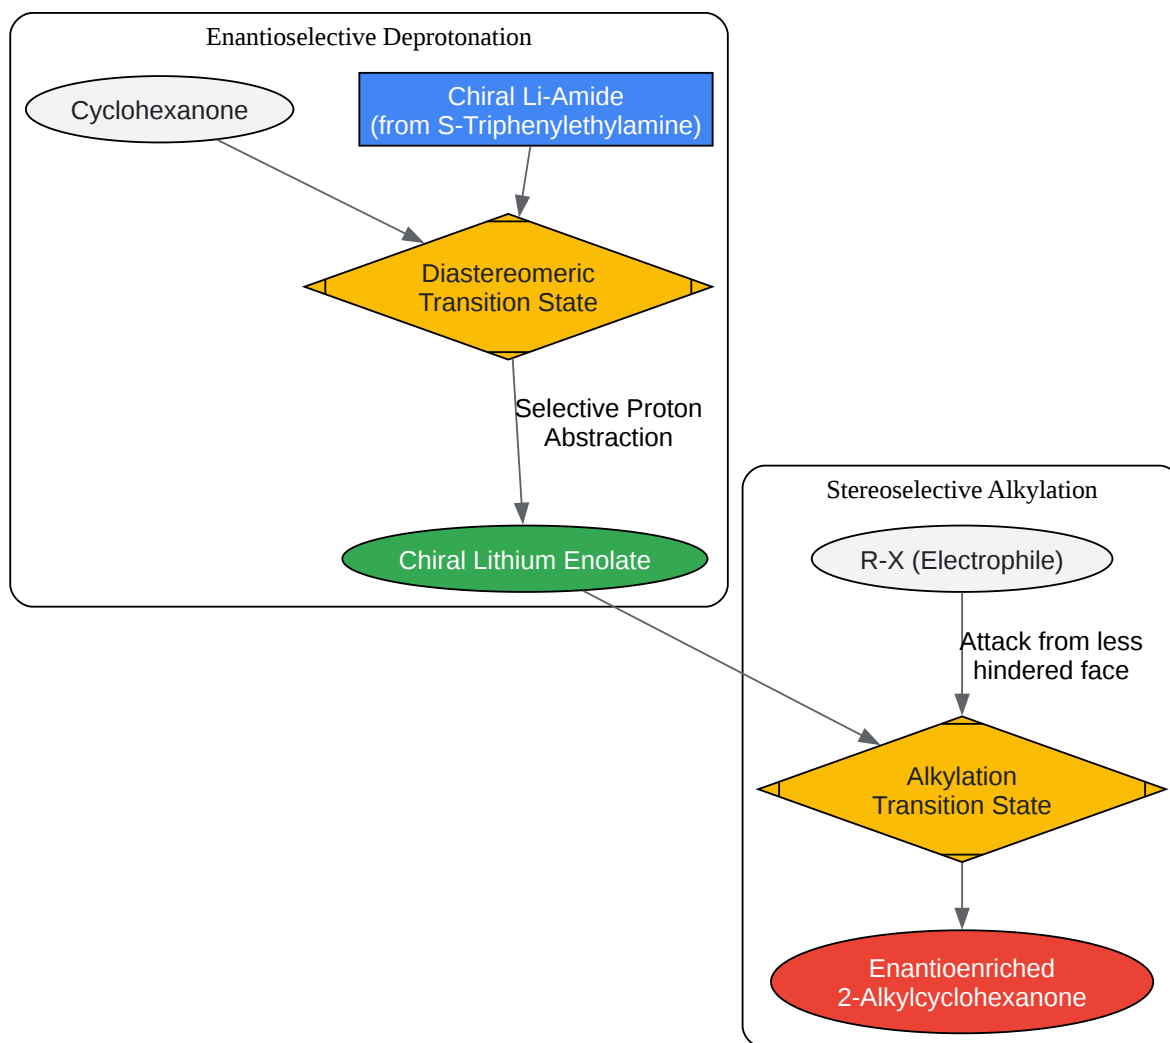 Enantioselective Deprotonation
Cyclohexanone
Chiral Li-Amide
(from S-Triphenylethylamine)
Diastereomeric
Transition State
Selective Proton
Abstraction
Chiral Lithium Enolate
Stereoselective Alkylation
R-X (Electrophile)
Attack from less
hindered face
Alkylation
Transition State
Enantioenriched
2-Alkylcyclohexanone